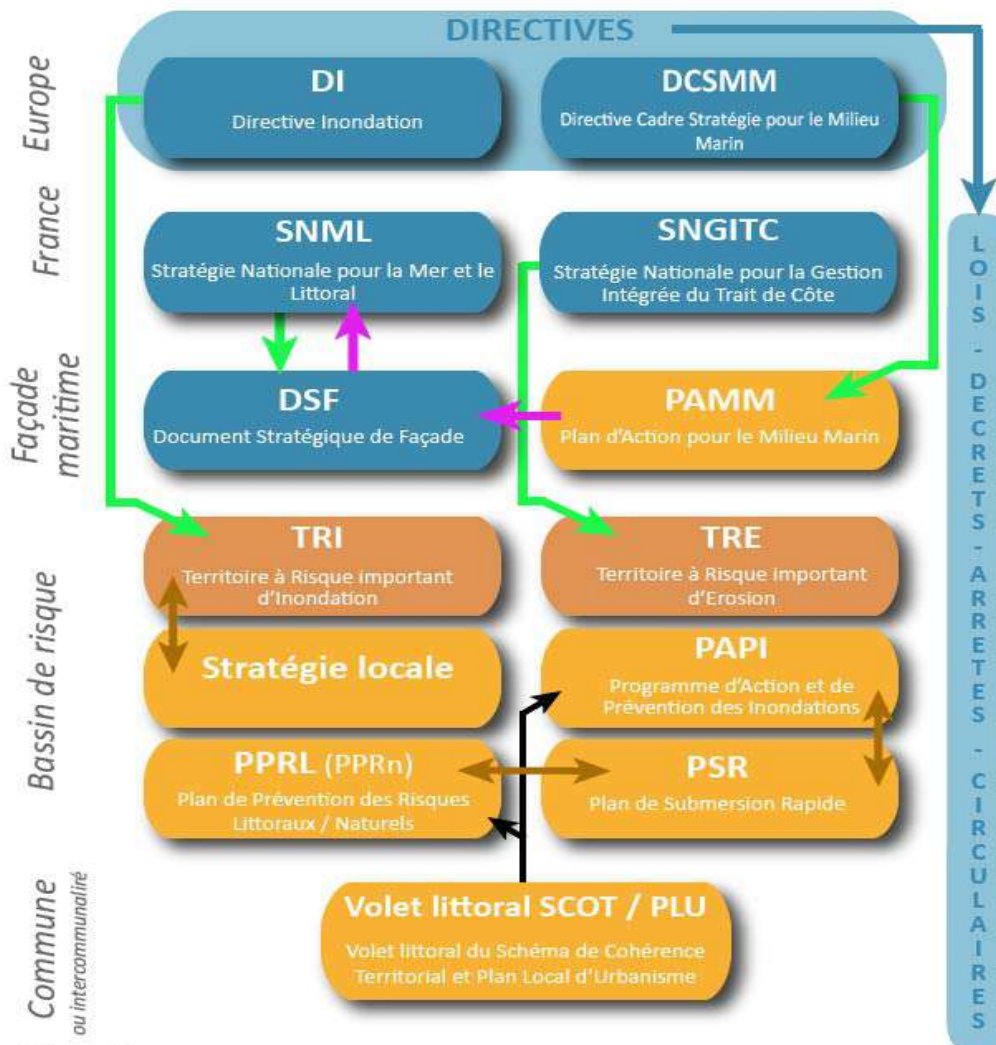 DIRECTIVES
Europe
DI
Directive Inondation
DCSMM
Directive Cadre Stratégie pour le Milieu
Marin
France
SNML
Stratégie Nationale pour la Mer et le
Littoral
SNGITC
Stratégie Nationale pour la Gestion
Intégrée du Trait de Côte
Façade
maritime
DSF
Document Stratégique de Façade
PAMM
Plan d'Action pour le Milieu Marin
Bassin de risque
TRI
Territoire à Risque important
d'Inondation
TRE
Territoire à Risque important
d'Erosion
Stratégie locale
PAPI
Programme d'Action et de
Prévention des Inondations
PPRL (PPRn)
Plan de Prévention des Risques
Littoraux / Naturels
PSR
Plan de Submersion Rapide
Commune
ou intercommunaliré
Volet littoral SCOT / PLU
Volet littoral du Schéma de Cohérence
Territorial et Plan Local d'Urbanisme
LOIS - DECRETS - ARRETES - CIRCULAIRES